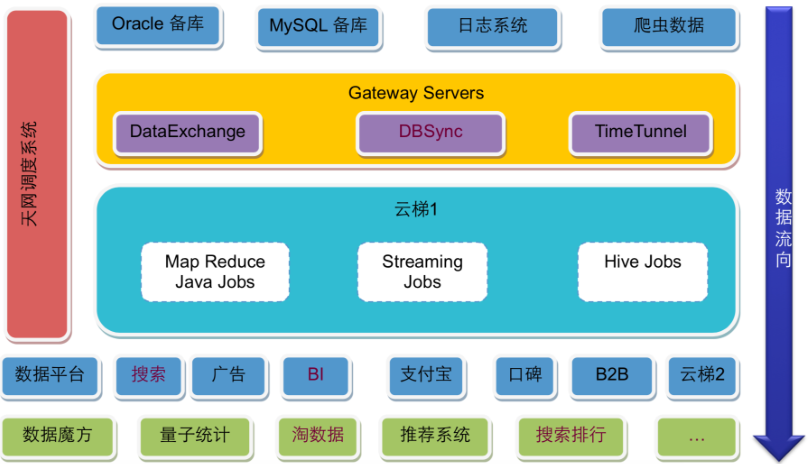 Oracle 备库
MySQL 备库
日志系统
爬虫数据
天网调度系统
Gateway Servers
DataExchange
DBSync
TimeTunnel
云梯1
Map Reduce
Java Jobs
Streaming
Jobs
Hive Jobs
数据流向
数据平台
搜索
广告
BI
支付宝
口碑
B2B
云梯2
数据魔方
量子统计
淘数据
推荐系统
搜索排行
…